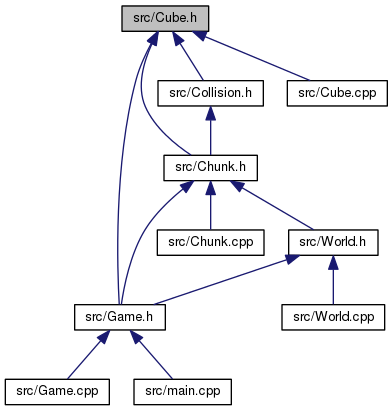 src/Cube.h
src/Collision.h
src/Cube.cpp
src/Chunk.h
src/Chunk.cpp
src/World.h
src/Game.h
src/World.cpp
src/Game.cpp
src/main.cpp